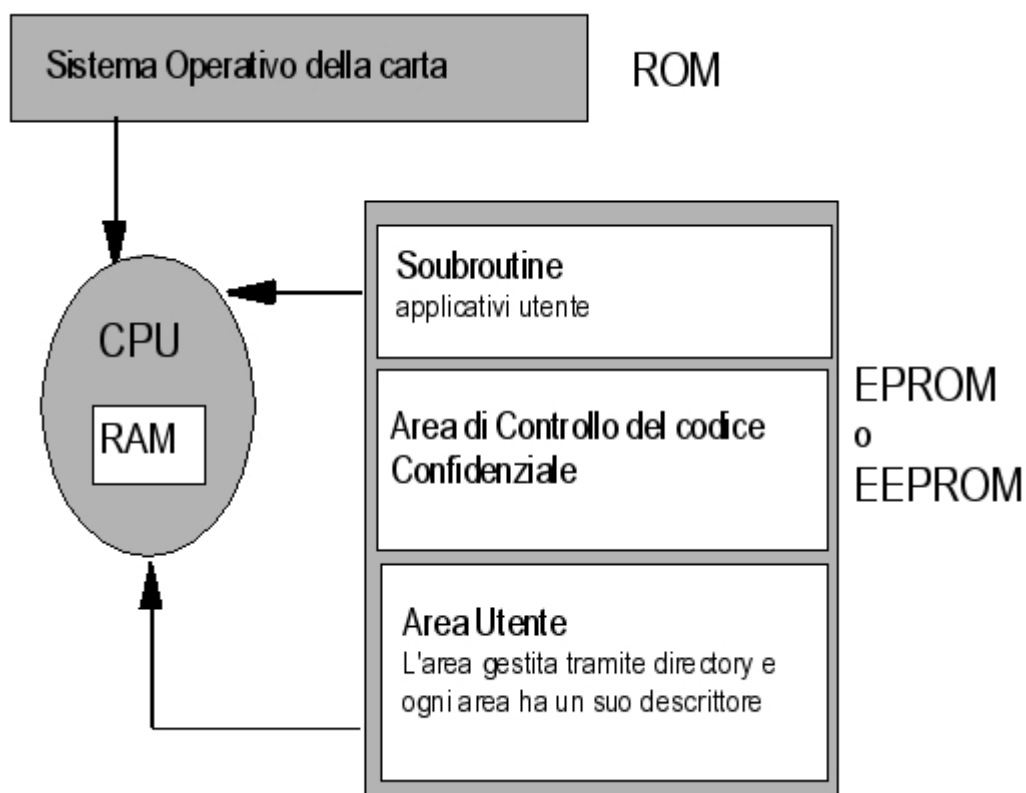 Sistema Operativo della carta
ROM
Soubroutine
applicativi utente
CPU
RAM
Area di Controllo del codice
Confidenziale
EPROM
o
EEPROM
Area Utente
L'area gestita tramite directory e
ogni area ha un suo descrittore